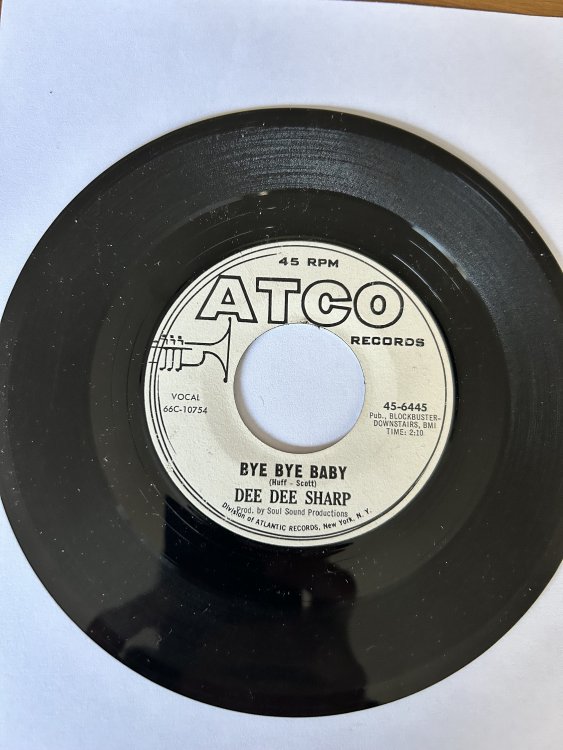 45 RPM
ATCO
RECORDS
VOCAL
66C-10754
45-6445
Pub., BLOCKBUSTER-
DOWNSTAIRS, BMI
TIME: 2:10
BYE BYE BABY
(Huff - Scott)
DEE DEE SHARP
Prod. by Soul Sound Productions
Division of ATLANTIC RECORDS, New York, N. Y.